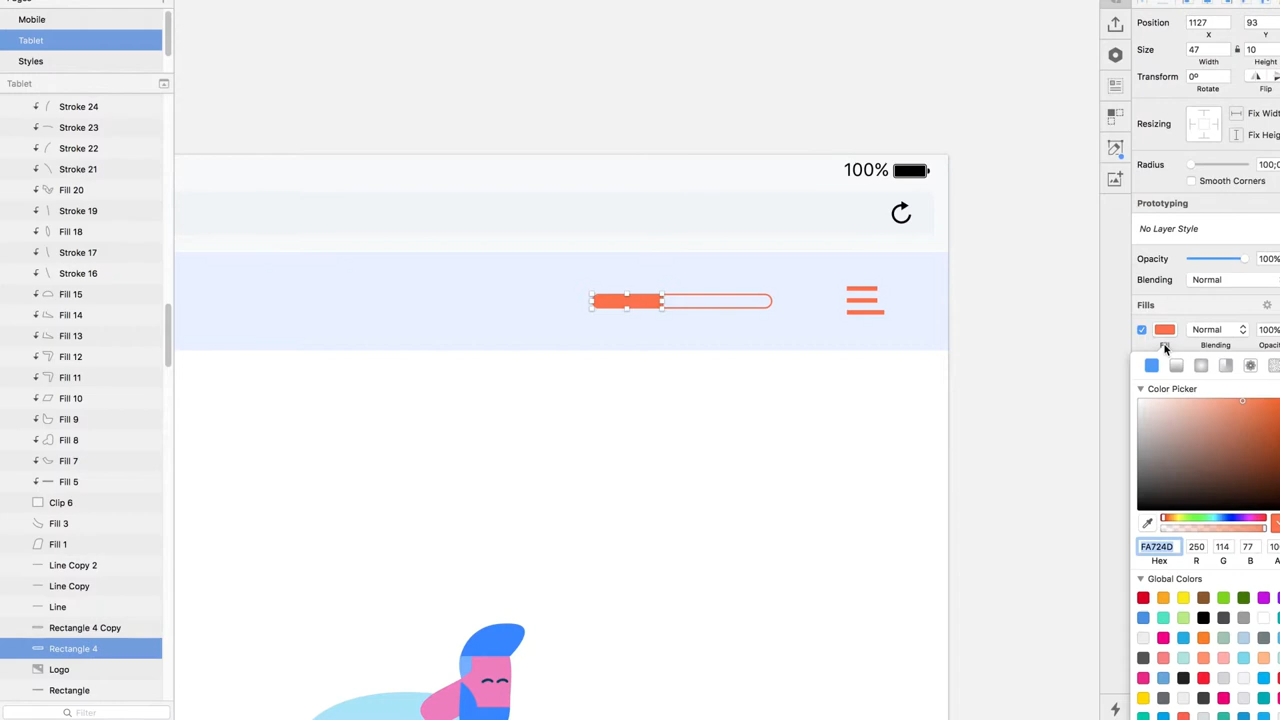 Mobile
Tablet
Styles
Tablet
Stroke 24
Stroke 23
Stroke 22
Stroke 21
Fill 20
Stroke 19
Fill 18
Stroke 17
Stroke 16
Fill 15
Fill 14
Fill 13
Fill 12
Fill 11
Fill 10
Fill 9
Fill 8
Fill 7
Fill 5
Clip 6
Fill 3
Fill 1
Line Copy 2
Line Copy
Line
Rectangle 4 Copy
Rectangle 4
Logo
Rectangle
Filter
100%
Position 1127 93
X Y
Size 47 10
Width Height
Transform 0º
Rotate Flip
Resizing Fix Widt
Fix Heig
Radius 100;0
Smooth Corners
Prototyping
No Layer Style
Opacity 100%
Blending Normal
Fills
Normal 100%
Blending Opacit
Color Picker
FA724D 250 114 77 10
Hex R G B A
Global Colors